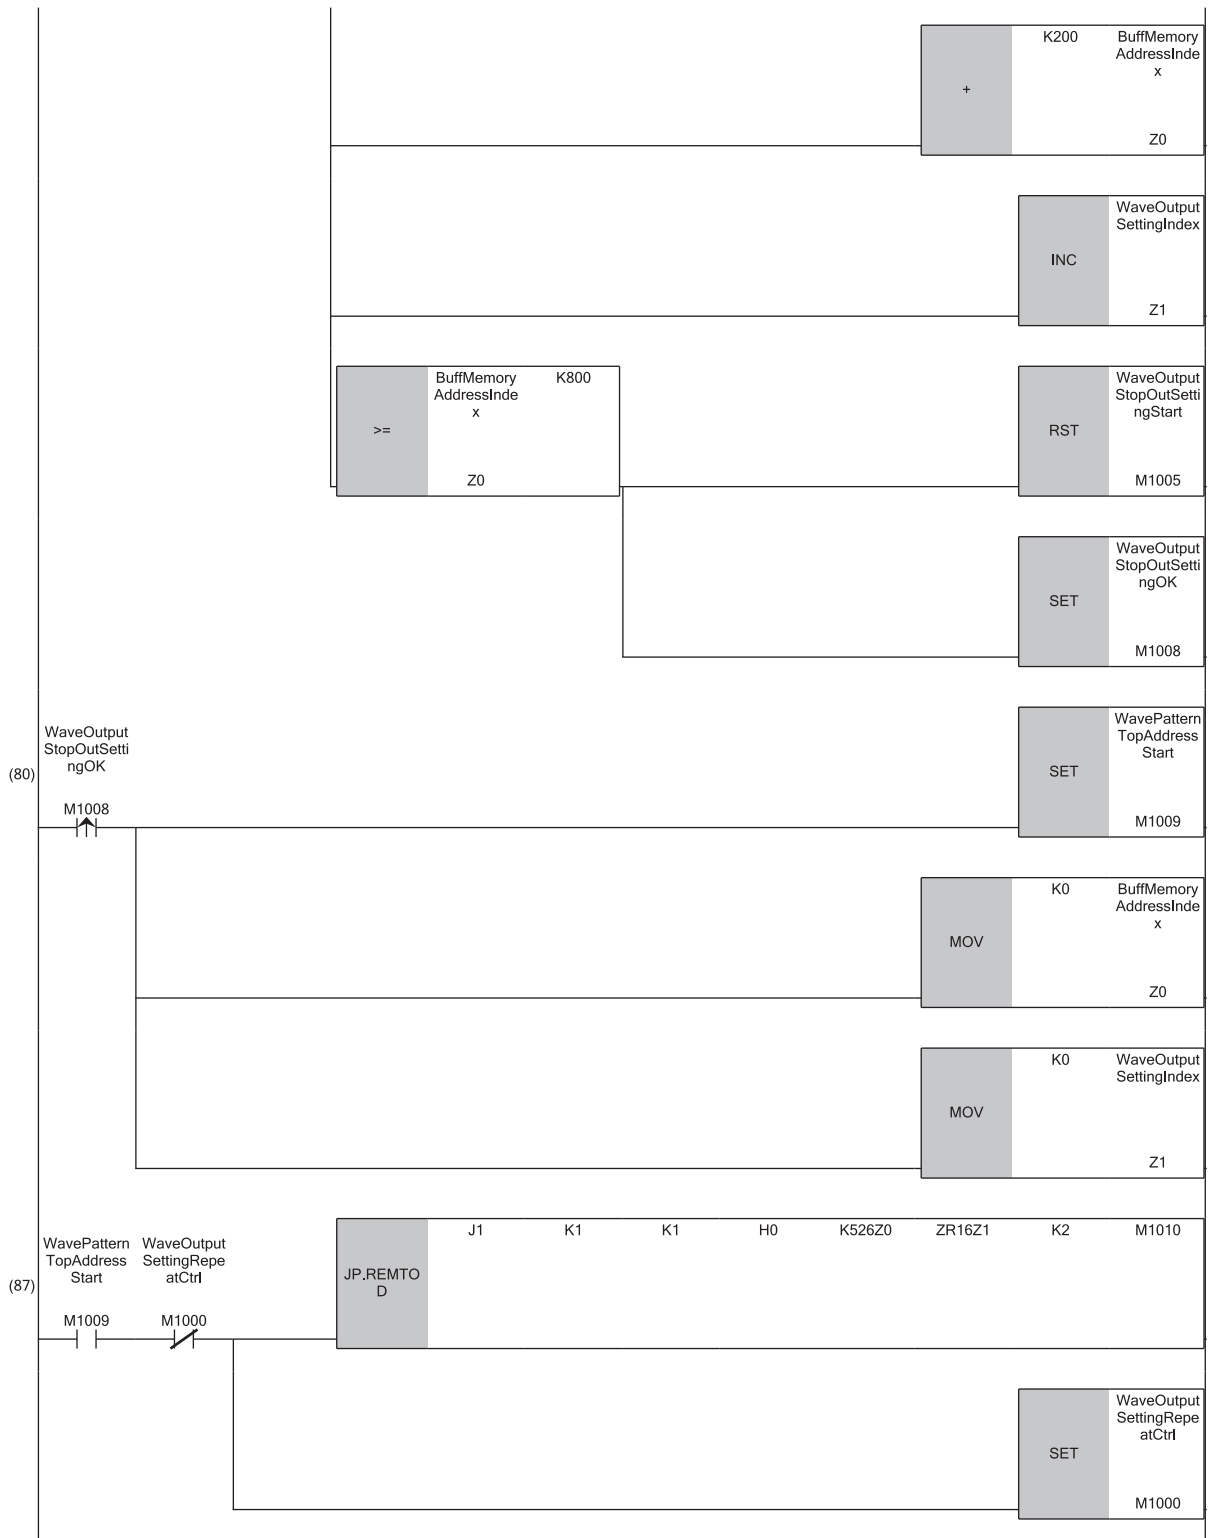 K200 BuffMemory
AddressInde
x
+
Z0
WaveOutput
SettingIndex
INC
Z1
BuffMemory K800
AddressInde
x
>=
Z0
WaveOutput
StopOutSetti
ngStart
RST
M1005
WaveOutput
StopOutSetti
ngOK
SET
M1008
WaveOutput
StopOutSetti
ngOK
(80)
M1008
WavePattern
TopAddress
Start
SET
M1009
K0 BuffMemory
AddressInde
x
MOV
Z0
K0 WaveOutput
SettingIndex
MOV
Z1
WavePattern
TopAddress
Start
(87)
M1009
WaveOutput
SettingRepe
atCtrl
M1000
J1 K1 K1 H0 K526Z0 ZR16Z1 K2 M1010
JP.REMTO
D
WaveOutput
SettingRepe
atCtrl
SET
M1000